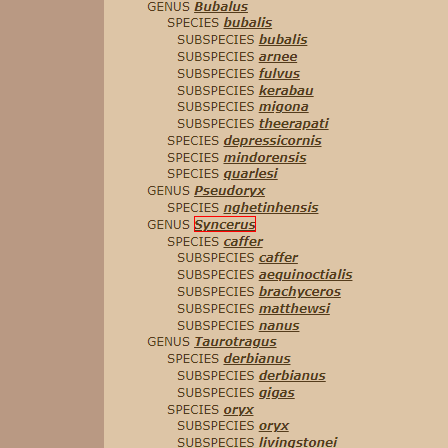 GENUS Bubalus
SPECIES bubalis
SUBSPECIES bubalis
SUBSPECIES arnee
SUBSPECIES fulvus
SUBSPECIES kerabau
SUBSPECIES migona
SUBSPECIES theerapati
SPECIES depressicornis
SPECIES mindorensis
SPECIES quarlesi
GENUS Pseudoryx
SPECIES nghetinhensis
GENUS Syncerus
SPECIES caffer
SUBSPECIES caffer
SUBSPECIES aequinoctialis
SUBSPECIES brachyceros
SUBSPECIES matthewsi
SUBSPECIES nanus
GENUS Taurotragus
SPECIES derbianus
SUBSPECIES derbianus
SUBSPECIES gigas
SPECIES oryx
SUBSPECIES oryx
SUBSPECIES livingstonei